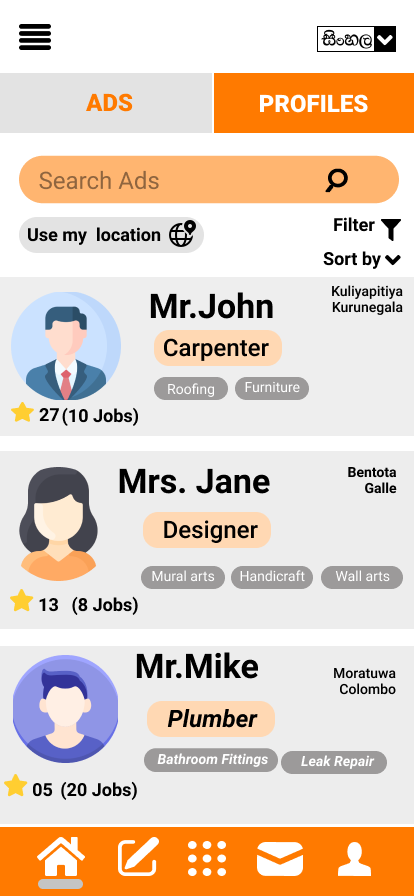 සිංහල
ADS
PROFILES
Search Ads
Use my location
Filter
Sort by
Mr.John
Kuliyapitiya
Kurunegala
Carpenter
Roofing
Furniture
27 (10 Jobs)
Mrs. Jane
Bentota
Galle
Designer
Mural arts
Handicraft
Wall arts
13 (8 Jobs)
Mr.Mike
Moratuwa
Colombo
Plumber
Bathroom Fittings
Leak Repair
05 (20 Jobs)